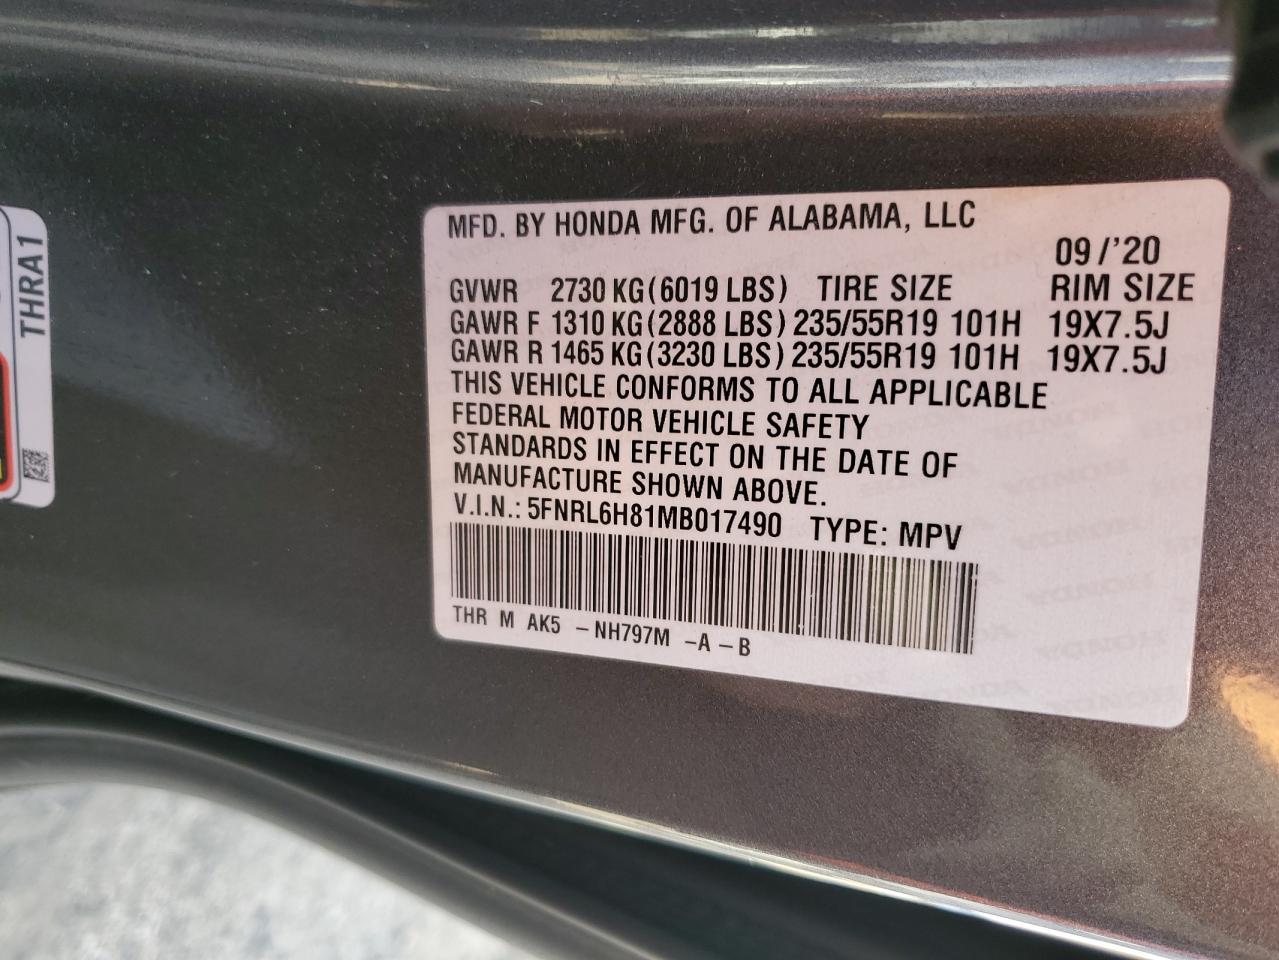 MFD. BY HONDA MFG. OF ALABAMA, LLC
09/'20
GVWR 2730 KG(6019 LBS) TIRE SIZE RIM SIZE
GAWR F 1310 KG(2888 LBS) 235/55R19 101H 19X7.5J
GAWR R 1465 KG(3230 LBS) 235/55R19 101H 19X7.5J
THIS VEHICLE CONFORMS TO ALL APPLICABLE
FEDERAL MOTOR VEHICLE SAFETY
STANDARDS IN EFFECT ON THE DATE OF
MANUFACTURE SHOWN ABOVE.
V.I.N.: 5FNRL6H81MB017490 TYPE: MPV
THR M AK5 -NH797M -A-B
THRA1